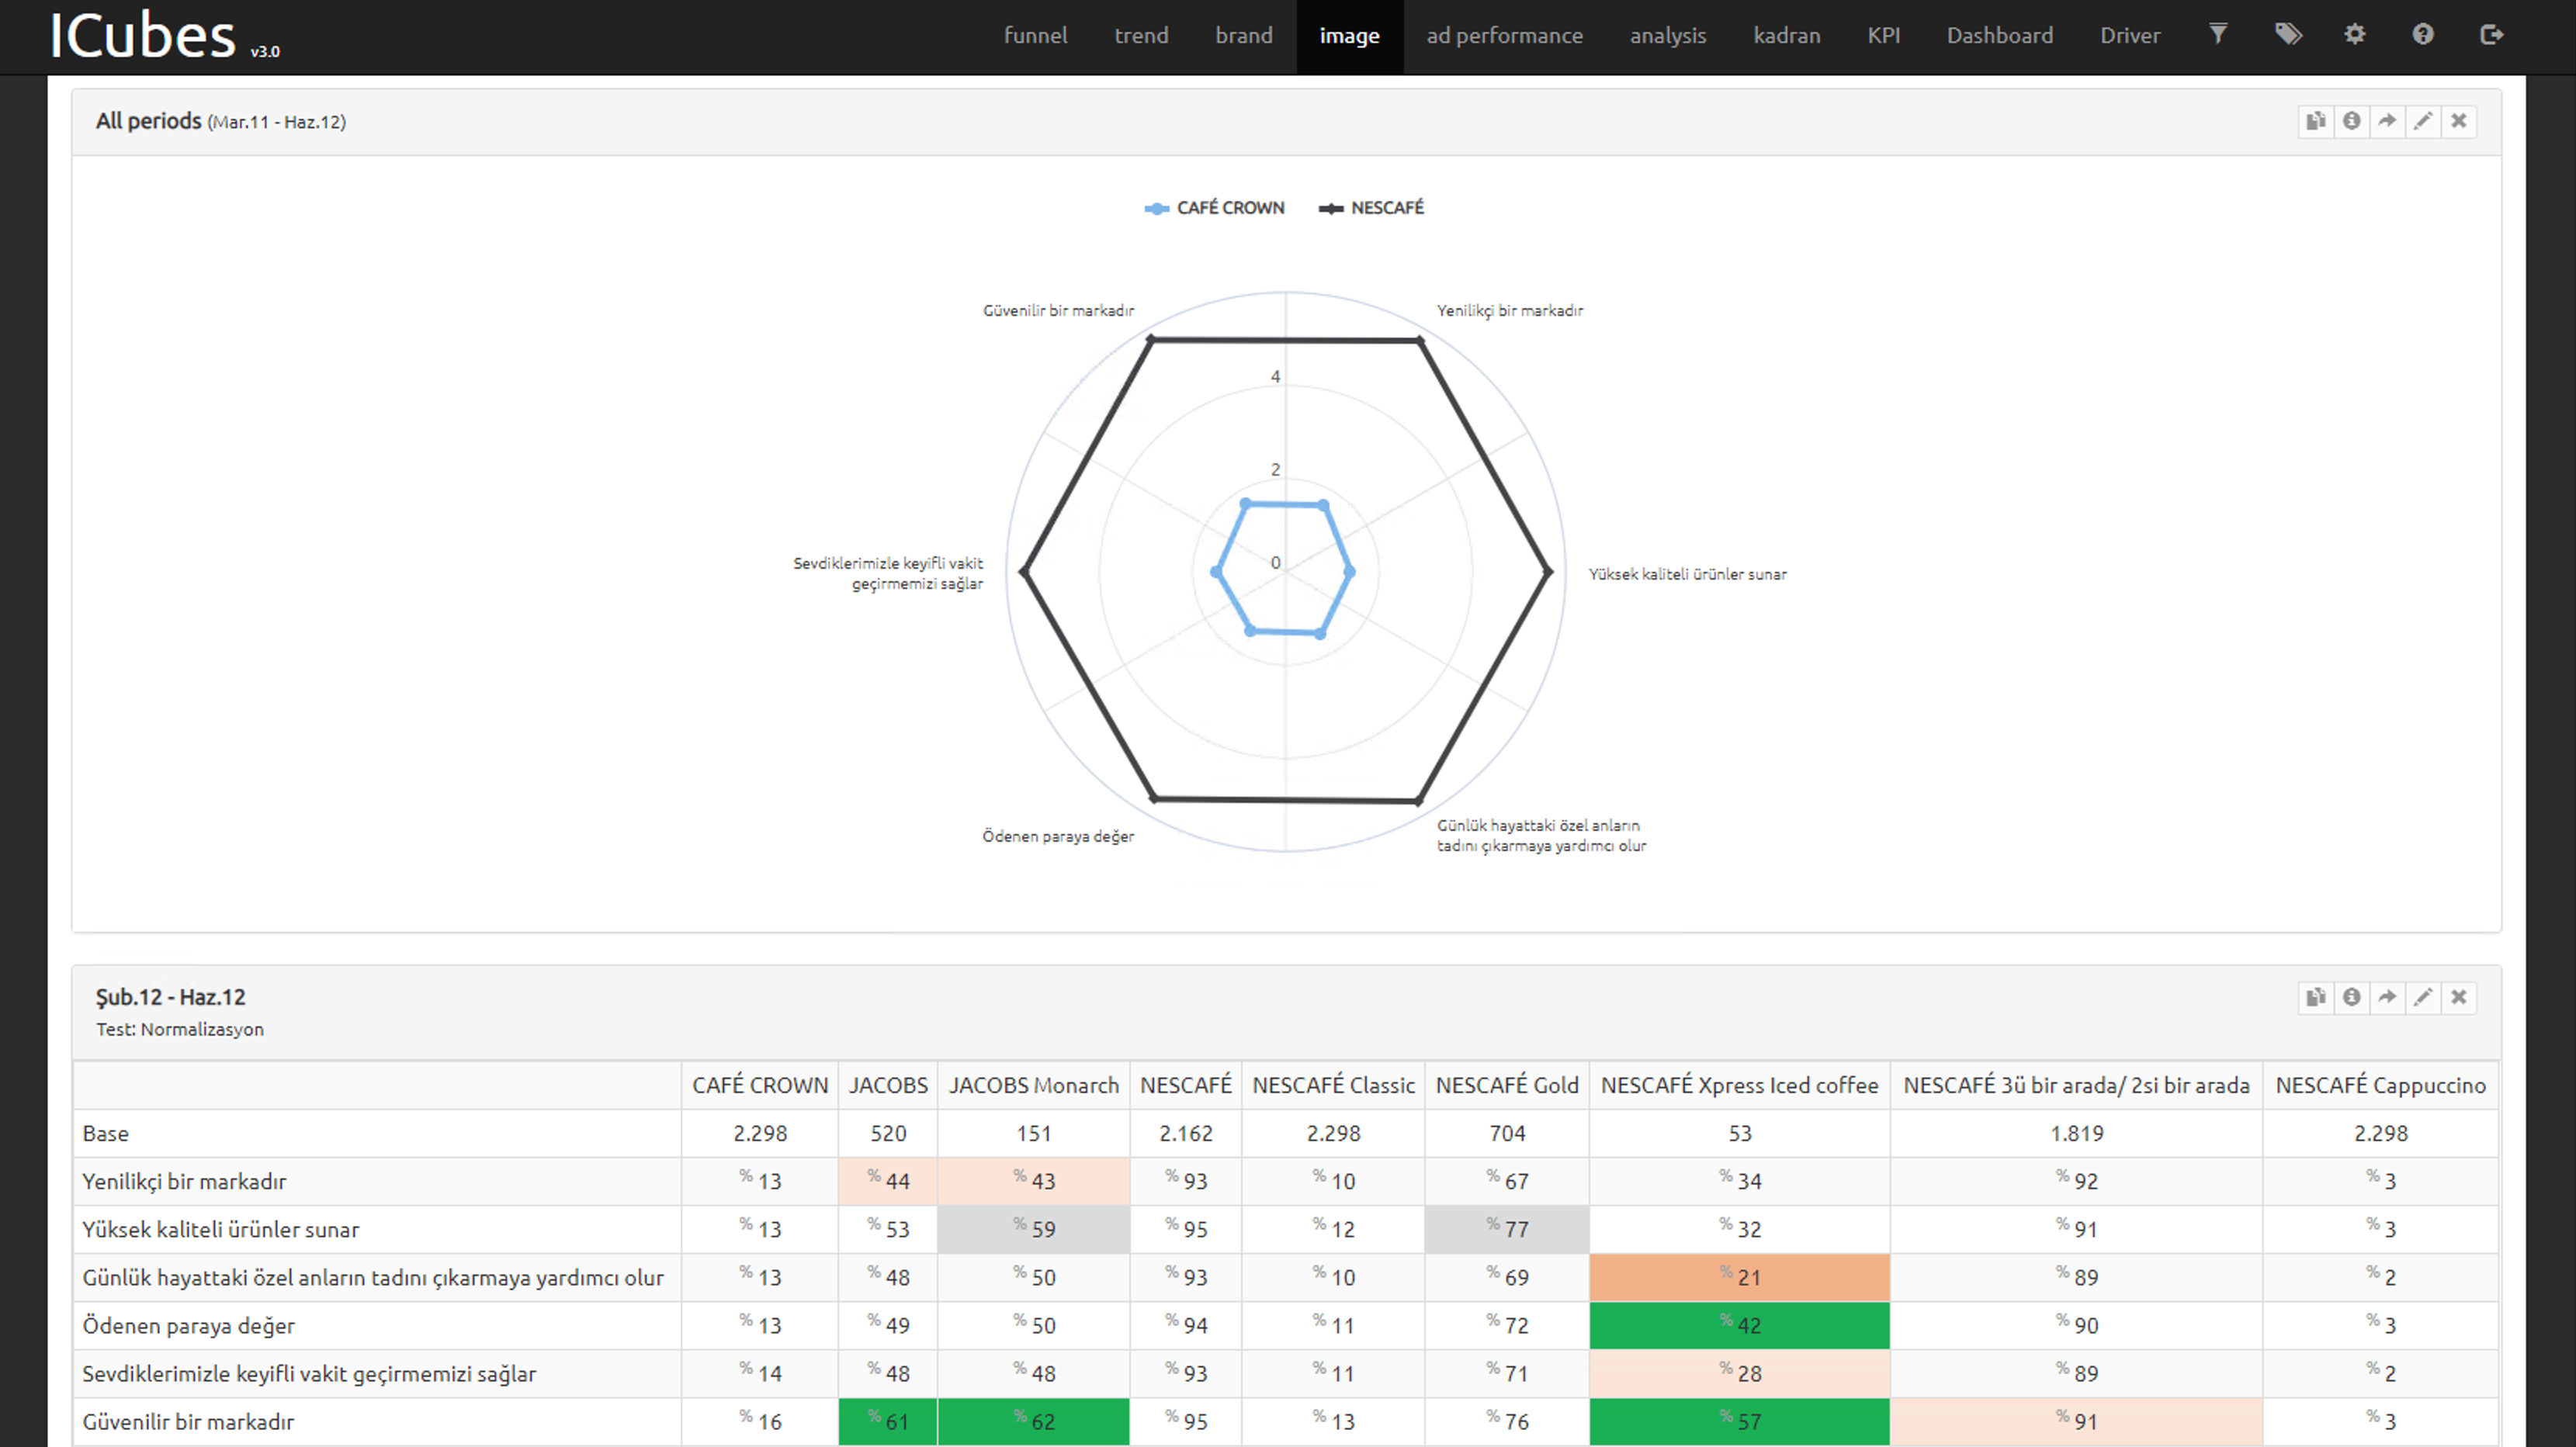 ICubes v3.0
funnel trend brand image ad performance analysis kadran KPI Dashboard Driver
All periods (Mar.11 - Haz.12)
CAFÉ CROWN NESCAFÉ
Güvenilir bir markadır Yenilikçi bir markadır
4
2
0
Sevdiklerimizle keyifli vakit
geçirmemizi sağlar
Yüksek kaliteli ürünler sunar
Ödenen paraya değer
Günlük hayattaki özel anların
tadını çıkarmaya yardımcı olur
Şub.12 - Haz.12
Test: Normalizasyon
CAFÉ CROWN JACOBS JACOBS Monarch NESCAFÉ NESCAFÉ Classic NESCAFÉ Gold NESCAFÉ Xpress Iced coffee NESCAFÉ 3ü bir arada/ 2si bir arada NESCAFÉ Cappuccino
Base 2.298 520 151 2.162 2.298 704 53 1.819 2.298
Yenilikçi bir markadır % 13 % 44 % 43 % 93 % 10 % 67 % 34 % 92 % 3
Yüksek kaliteli ürünler sunar % 13 % 53 % 59 % 95 % 12 % 77 % 32 % 91 % 3
Günlük hayattaki özel anların tadını çıkarmaya yardımcı olur % 13 % 48 % 50 % 93 % 10 % 69 % 21 % 89 % 2
Ödenen paraya değer % 13 % 49 % 50 % 94 % 11 % 72 % 42 % 90 % 3
Sevdiklerimizle keyifli vakit geçirmemizi sağlar % 14 % 48 % 48 % 93 % 11 % 71 % 28 % 89 % 2
Güvenilir bir markadır % 16 % 61 % 62 % 95 % 13 % 76 % 57 % 91 % 3